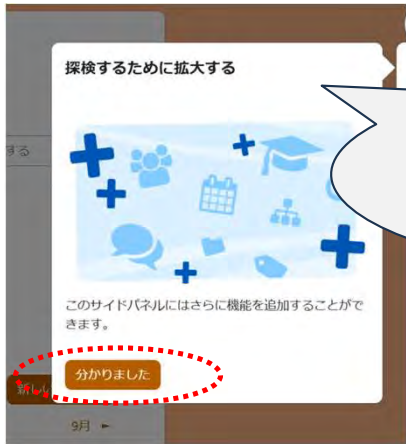 探検するために拡大する
する
このサイドパネルにはさらに機能を追加することがで
きます。
分かりました
新しい
9月 ►